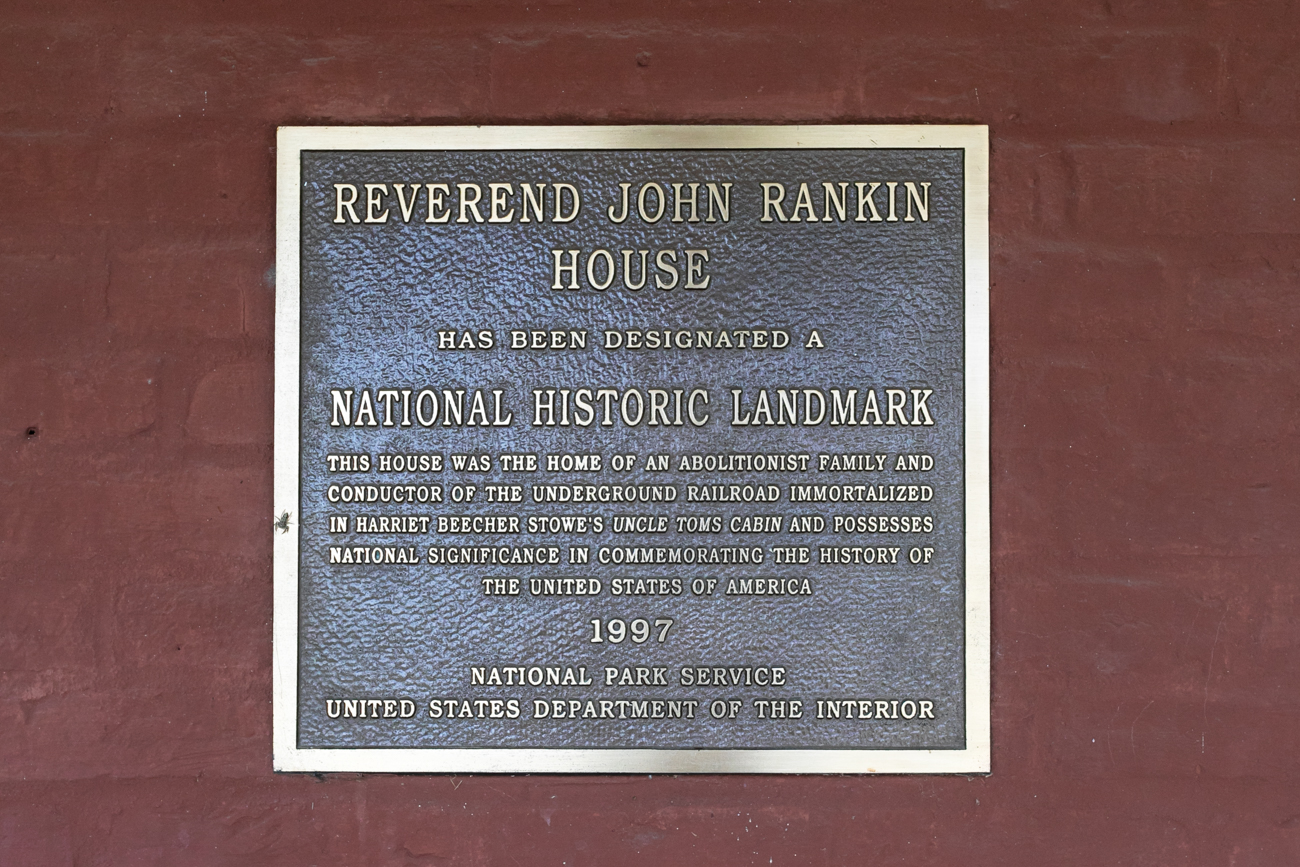 REVEREND JOHN RANKIN
HOUSE
HAS BEEN DESIGNATED A
NATIONAL HISTORIC LANDMARK
THIS HOUSE WAS THE HOME OF AN ABOLITIONIST FAMILY AND
CONDUCTOR OF THE UNDERGROUND RAILROAD IMMORTALIZED
IN HARRIET BEECHER STOWE'S UNCLE TOMS CABIN AND POSSESSES
NATIONAL SIGNIFICANCE IN COMMEMORATING THE HISTORY OF
THE UNITED STATES OF AMERICA
1997
NATIONAL PARK SERVICE
UNITED STATES DEPARTMENT OF THE INTERIOR